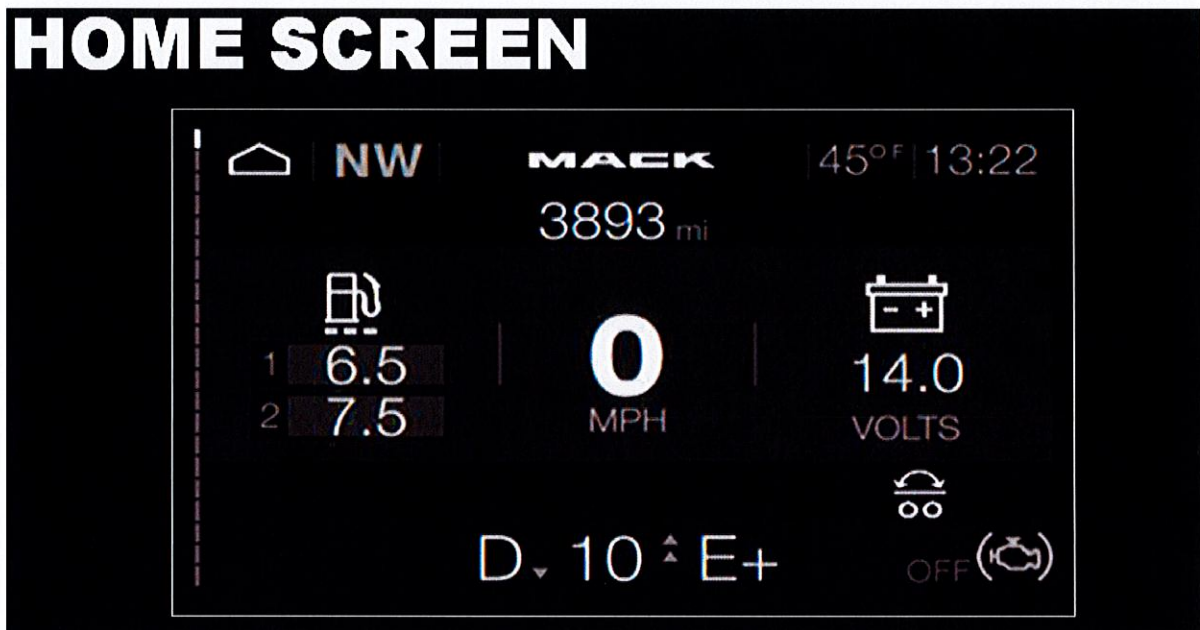 HOME SCREEN
NW MACK 45°F 13:22
3893 mi
1 6.5
2 7.5
0
MPH
14.0
VOLTS
D 10 E+
OFF